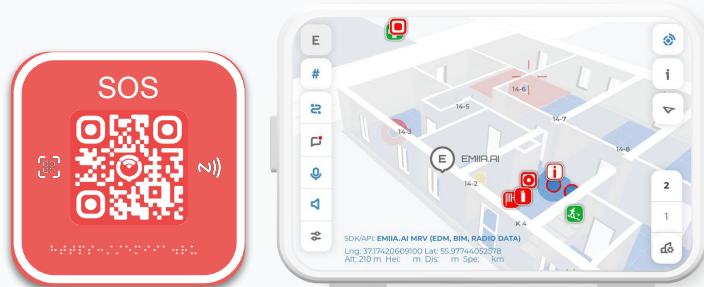 SOS
E
#
14-6
14-5
14-7
14-3
14-8
E EMIIA.AI
14-2
K 4
i
i
2
1
SDK/API: EMIIA.AI MRV (EDM, BIM, RADIO DATA)
Lng: 37.17420609100 Lat: 55.97744052578
Alt: 210 m Hei: m Dis: m Spe: km